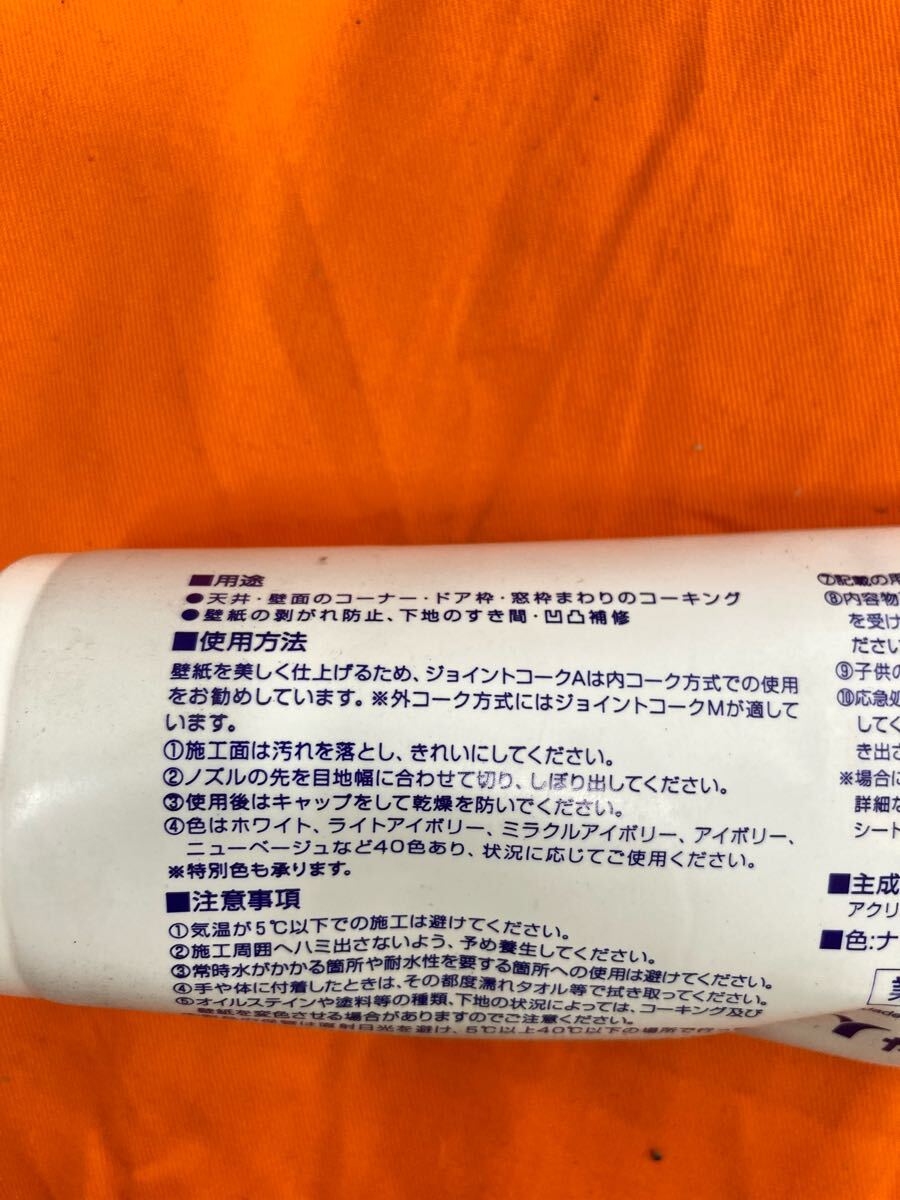 ■用途
●天井・壁面のコーナー・ドア枠・窓枠まわりのコーキング
●壁紙の剥がれ防止、下地のすき間・凹凸補修
■使用方法
壁紙を美しく仕上げるため、ジョイントコークAは内コーク方式での使用
をお勧めしています。※外コーク方式にはジョイントコークMが適して
います。
①施工面は汚れを落とし、きれいにしてください。
②ノズルの先を目地幅に合わせて切り、しぼり出してください。
③使用後はキャップをして乾燥を防いでください。
④色はホワイト、ライトアイボリー、ミラクルアイボリー、アイボリー、
ニューベージュなど40色あり、状況に応じてご使用ください。
※特別色も承ります。
■注意事項
①気温が5℃以下での施工は避けてください。
②施工周囲へハミ出さないよう、予め養生してください。
③常時水がかかる箇所や耐水性を要する箇所への使用は避けてください。
④手や体に付着したときは、その都度濡れタオル等で拭き取ってください。
⑤オイルステインや塗料等の種類、下地の状況によっては、コーキング及び
壁紙を変色させる場合がありますのでご注意ください。
直射日光を避け、5℃以上40℃以下の場所で
⑦記載の用
⑧内容物
を受け
ださい
⑨子供の
⑩応急処
してく
き出さ
※場合に
詳細な
シート
■主成
アクリ
■色:ナ